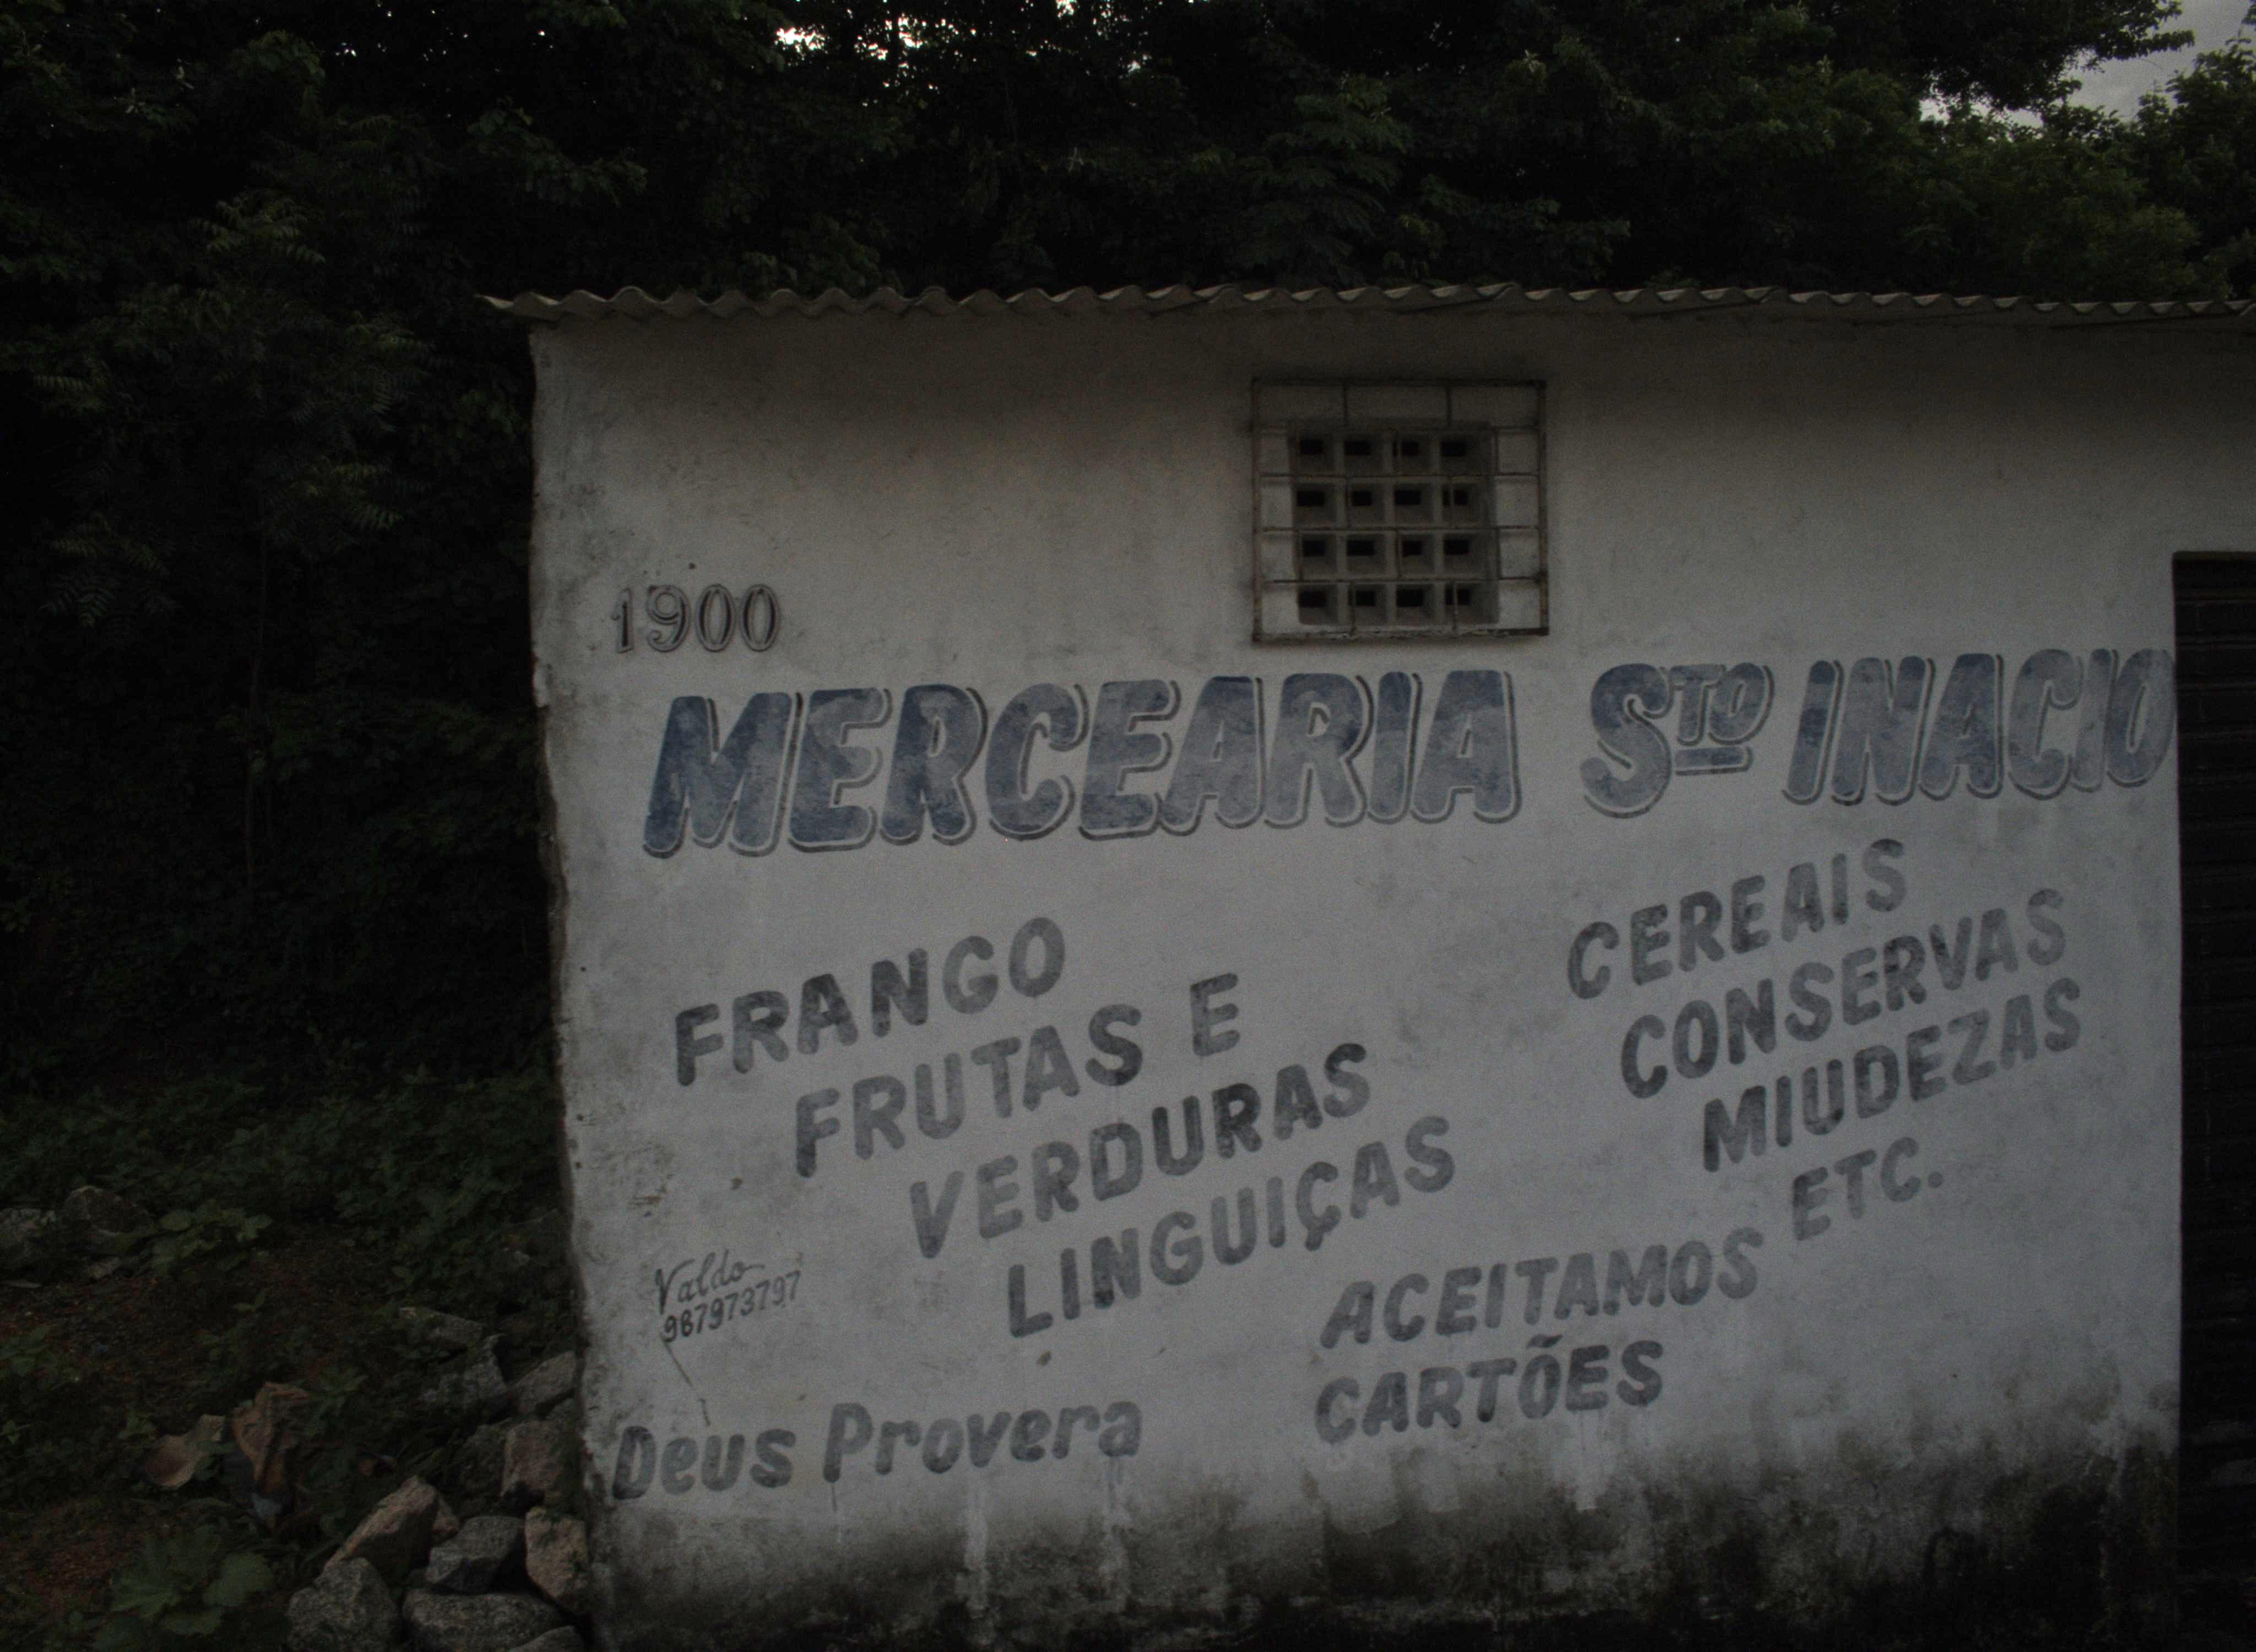 1900
MERCEARIA STO INACIO
FRANGO
FRUTAS E
VERDURAS
LINGUIÇAS
CEREAIS
CONSERVAS
MIUDEZAS
ETC.
ACEITAMOS
CARTÕES
Valdo
987973797
Deus Provera